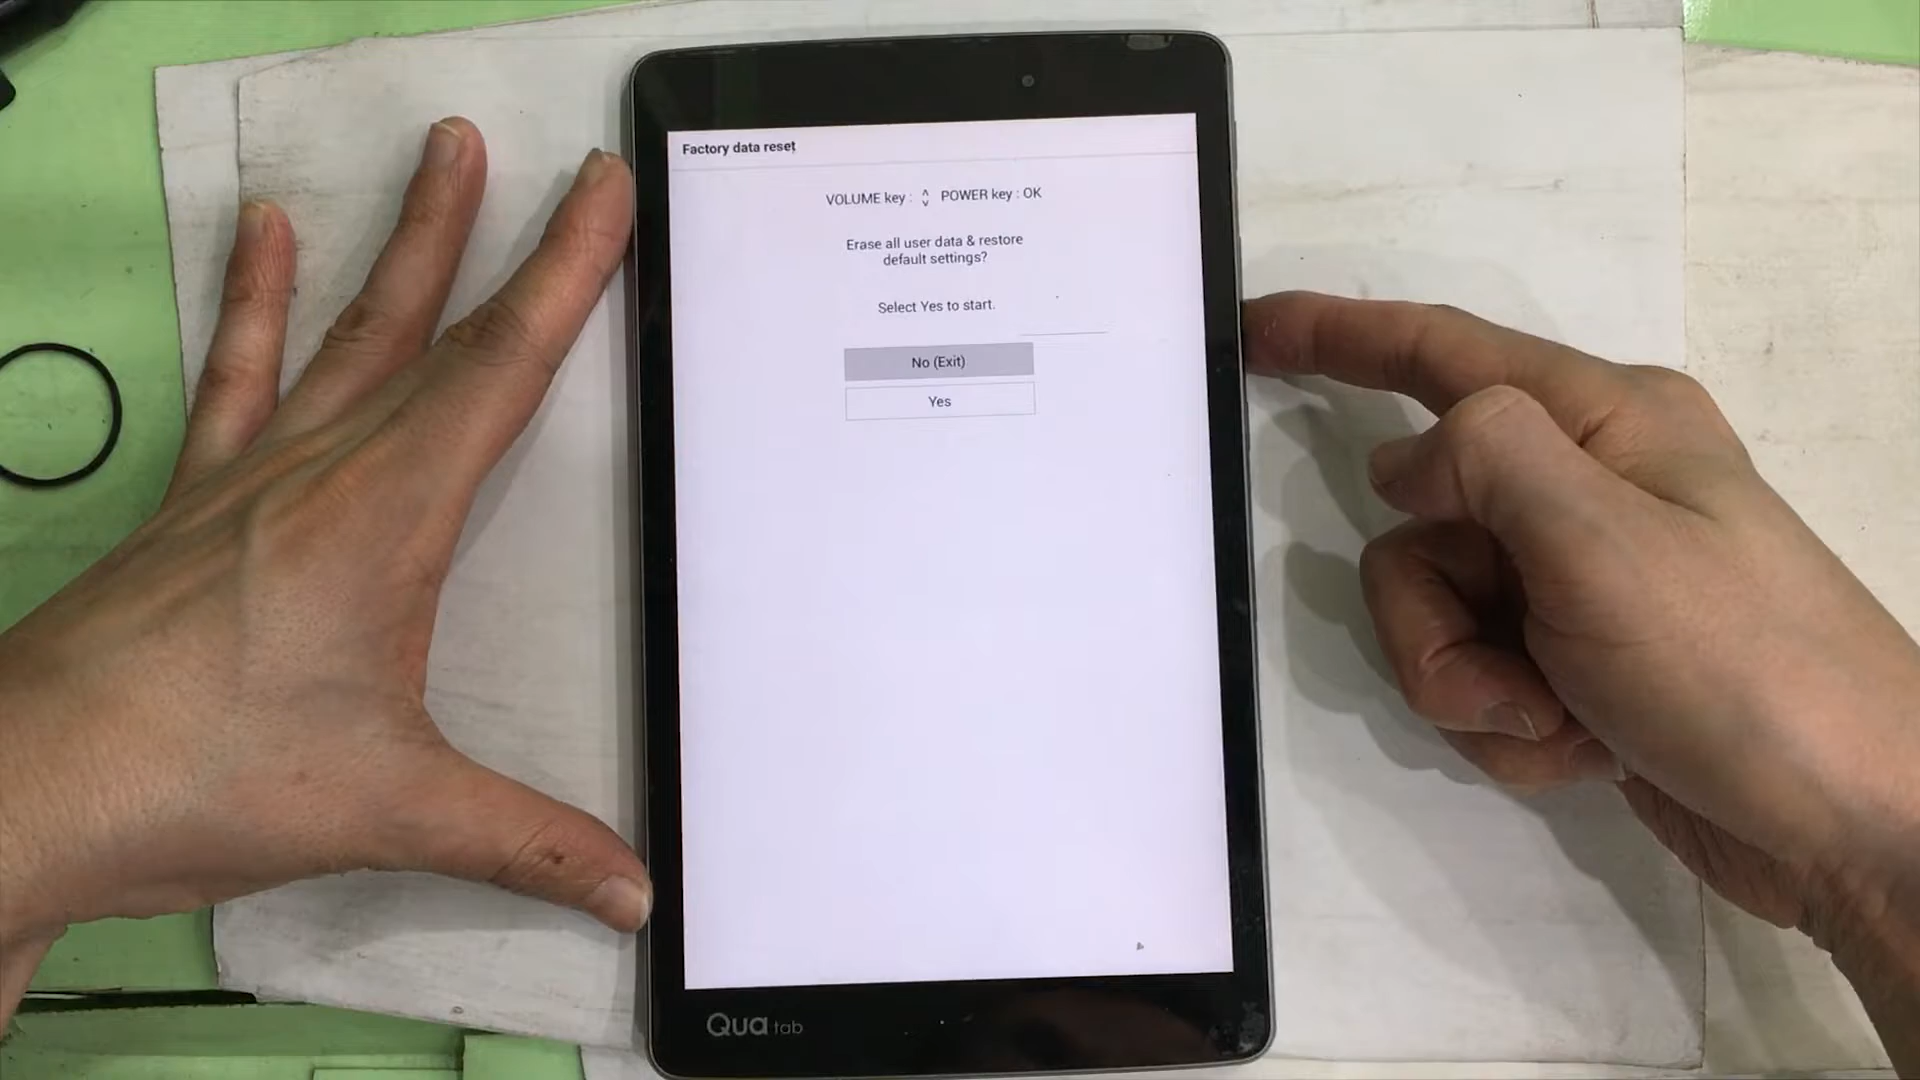 Factory data reset
VOLUME key : POWER key : OK
Erase all user data & restore
default settings?
Select Yes to start.
No (Exit)
Yes
Qua tab